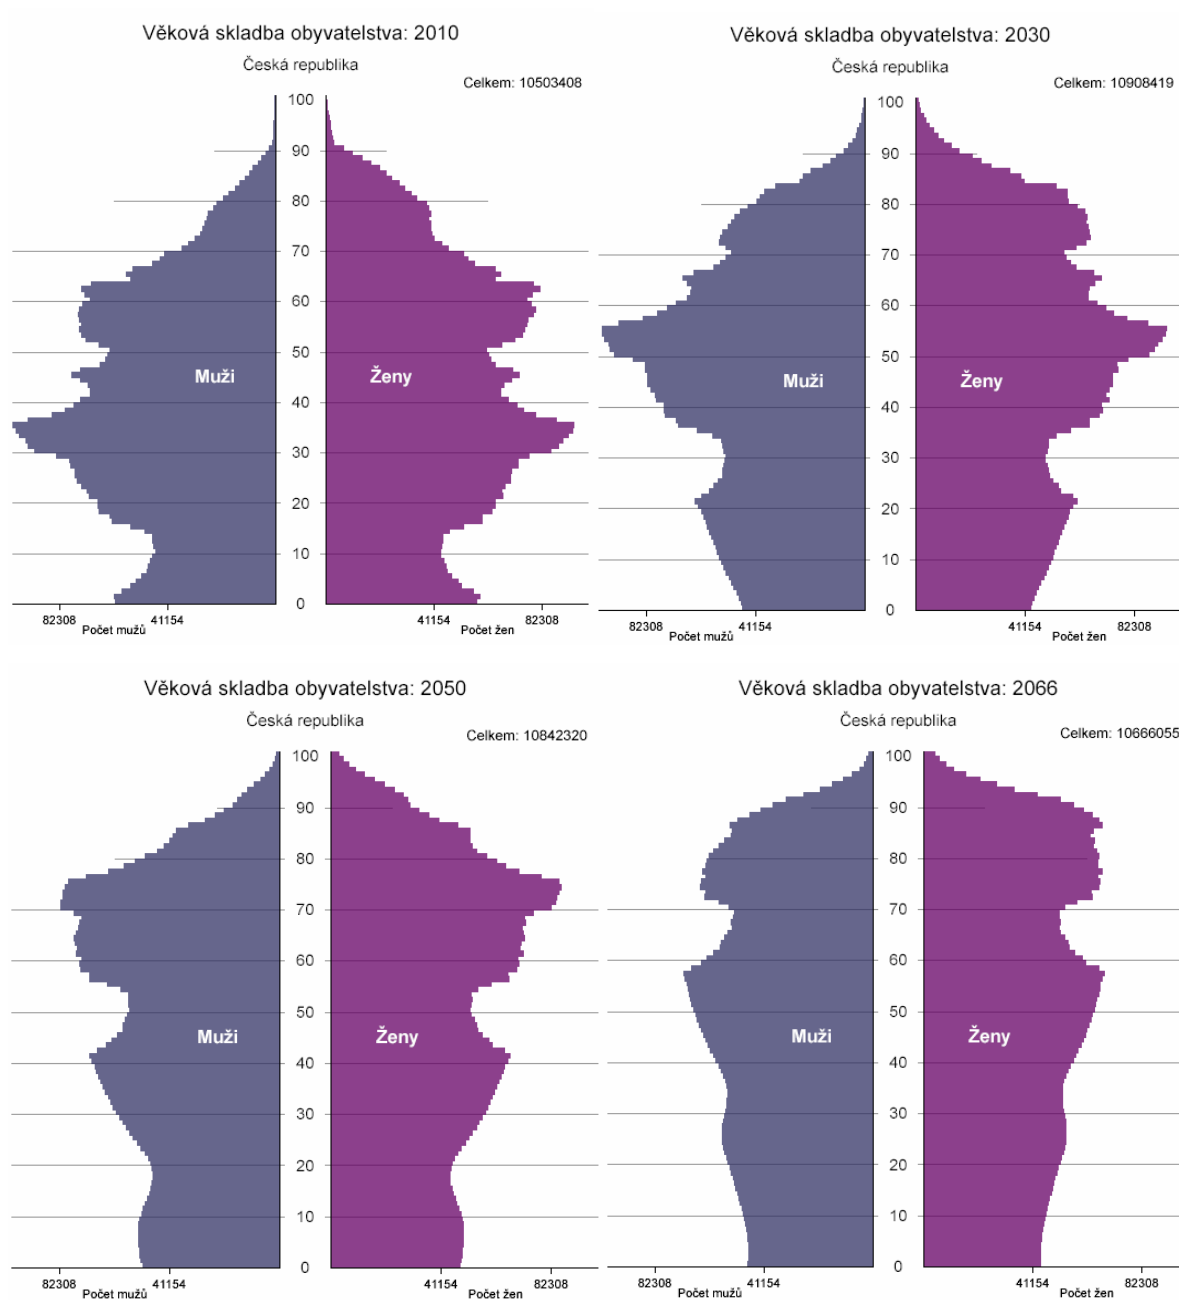 Věková skladba obyvatelstva: 2010
Česká republika
Celkem: 10503408
100
90
80
70
60
50
40
30
20
10
0
Muži
Ženy
82308
41154
41154
82308
Počet mužů
Počet žen
Věková skladba obyvatelstva: 2030
Česká republika
Celkem: 10908419
100
90
80
70
60
50
40
30
20
10
0
Muži
Ženy
82308
41154
41154
82308
Počet mužů
Počet žen
Věková skladba obyvatelstva: 2050
Česká republika
Celkem: 10842320
100
90
80
70
60
50
40
30
20
10
0
Muži
Ženy
82308
41154
41154
82308
Počet mužů
Počet žen
Věková skladba obyvatelstva: 2066
Česká republika
Celkem: 10666055
100
90
80
70
60
50
40
30
20
10
0
Muži
Ženy
82308
41154
41154
82308
Počet mužů
Počet žen